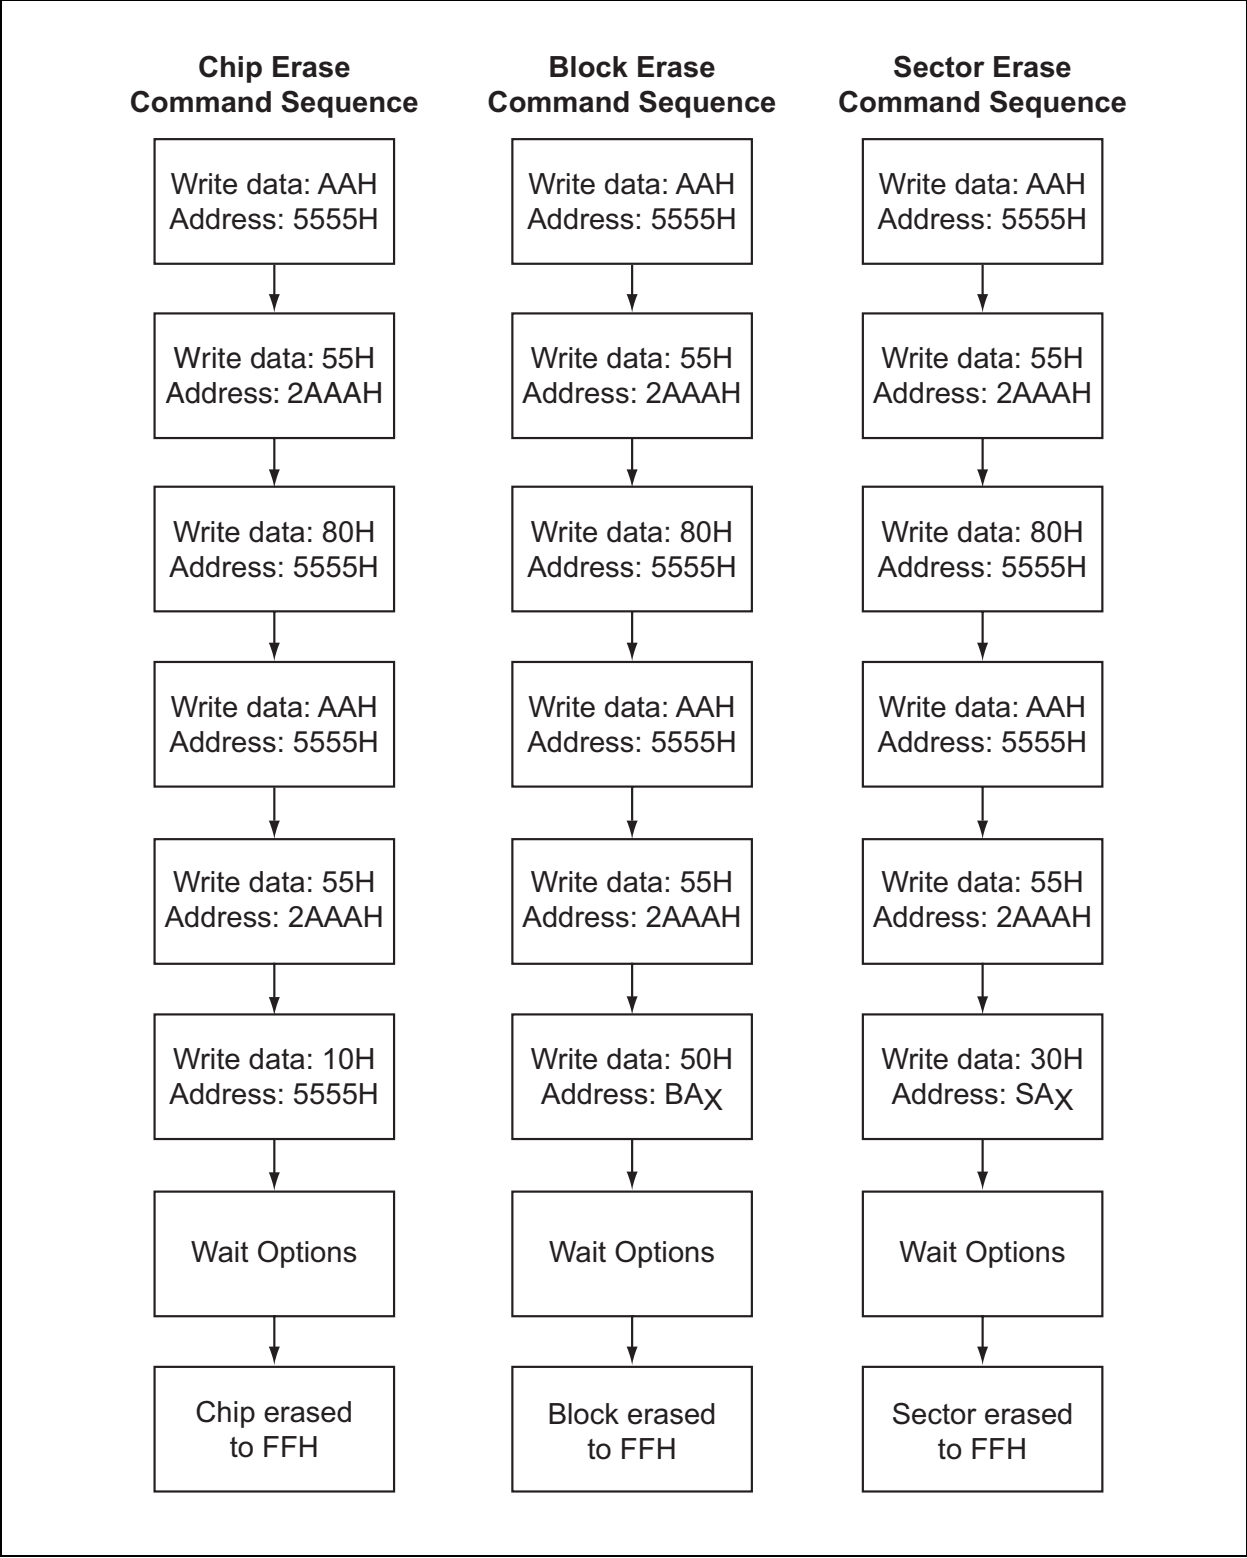 Chip Erase
Command Sequence
Write data: AAH
Address: 5555H
Write data: 55H
Address: 2AAAH
Write data: 80H
Address: 5555H
Write data: AAH
Address: 5555H
Write data: 55H
Address: 2AAAH
Write data: 10H
Address: 5555H
Wait Options
Chip erased
to FFH
Block Erase
Command Sequence
Write data: AAH
Address: 5555H
Write data: 55H
Address: 2AAAH
Write data: 80H
Address: 5555H
Write data: AAH
Address: 5555H
Write data: 55H
Address: 2AAAH
Write data: 50H
Address: BAX
Wait Options
Block erased
to FFH
Sector Erase
Command Sequence
Write data: AAH
Address: 5555H
Write data: 55H
Address: 2AAAH
Write data: 80H
Address: 5555H
Write data: AAH
Address: 5555H
Write data: 55H
Address: 2AAAH
Write data: 30H
Address: SAX
Wait Options
Sector erased
to FFH